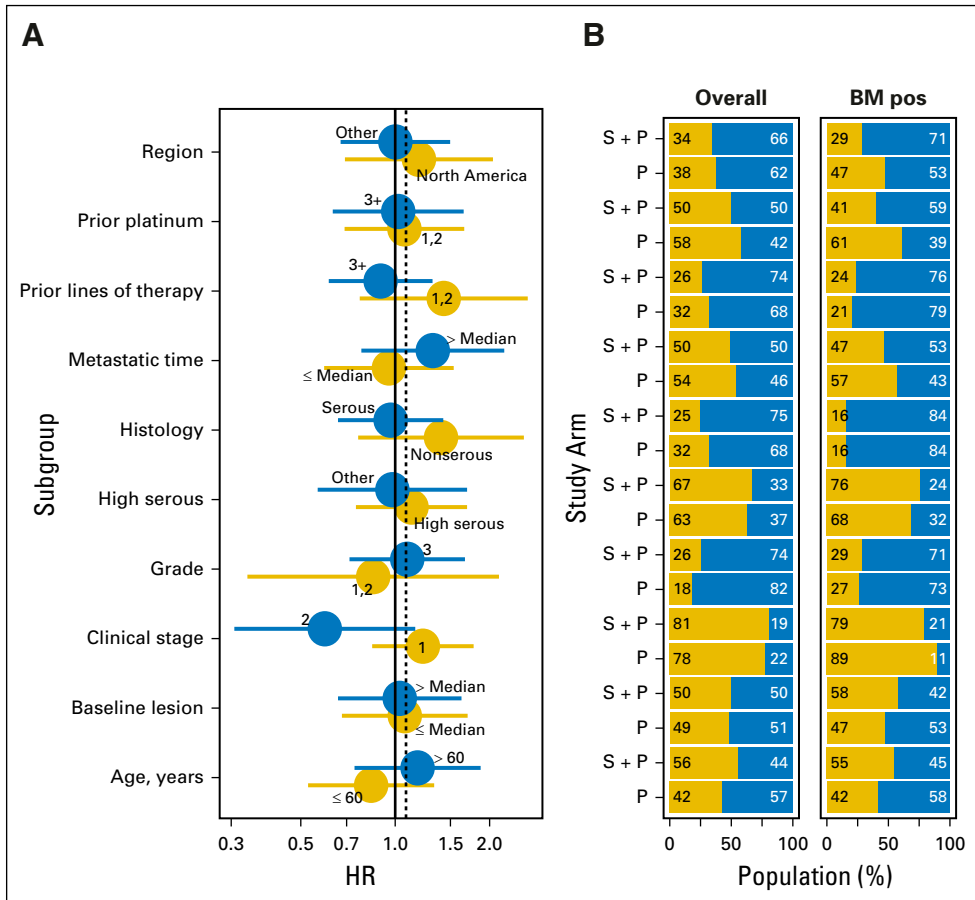 A
B
Overall
BM pos
Subgroup
Region
Other
North America
Prior platinum
3+
1,2
Prior lines of therapy
3+
1,2
Metastatic time
> Median
≤ Median
Histology
Serous
Nonserous
High serous
Other
High serous
Grade
3
1,2
Clinical stage
2
1
Baseline lesion
> Median
≤ Median
Age, years
> 60
≤ 60
0.3 0.5 0.7 1.0 1.5 2.0
HR
Study Arm
S + P 34 66 29 71
P 38 62 47 53
S + P 50 50 41 59
P 58 42 61 39
S + P 26 74 24 76
P 32 68 21 79
S + P 50 50 47 53
P 54 46 57 43
S + P 25 75 16 84
P 32 68 16 84
S + P 67 33 76 24
P 63 37 68 32
S + P 26 74 29 71
P 18 82 27 73
S + P 81 19 79 21
P 78 22 89 11
S + P 50 50 58 42
P 49 51 47 53
S + P 56 44 55 45
P 42 57 42 58
0 50 100 0 50 100
Population (%)